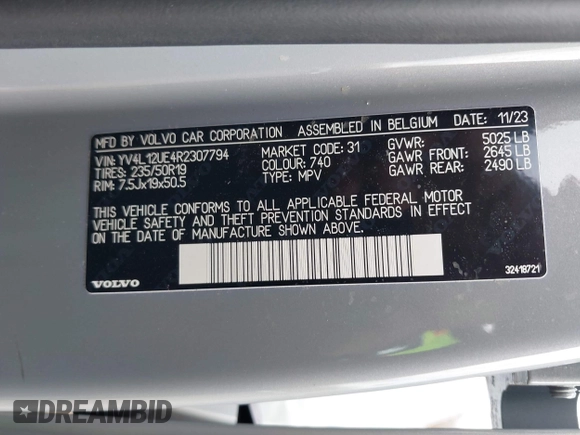 MFD BY VOLVO CAR CORPORATION ASSEMBLED IN BELGIUM DATE: 11/23
VIN: YV4L12UE4R2307794 MARKET CODE: 31 GVWR: 5025 LB
TIRES: 235/50R19 COLOUR: 740 GAWR FRONT: 2645 LB
RIM: 7.5Jx19x50.5 TYPE: MPV GAWR REAR: 2490 LB
THIS VEHICLE CONFORMS TO ALL APPLICABLE FEDERAL MOTOR
VEHICLE SAFETY AND THEFT PREVENTION STANDARDS IN EFFECT
ON THE DATE OF MANUFACTURE SHOWN ABOVE.
VOLVO 32418721
DREAMBID